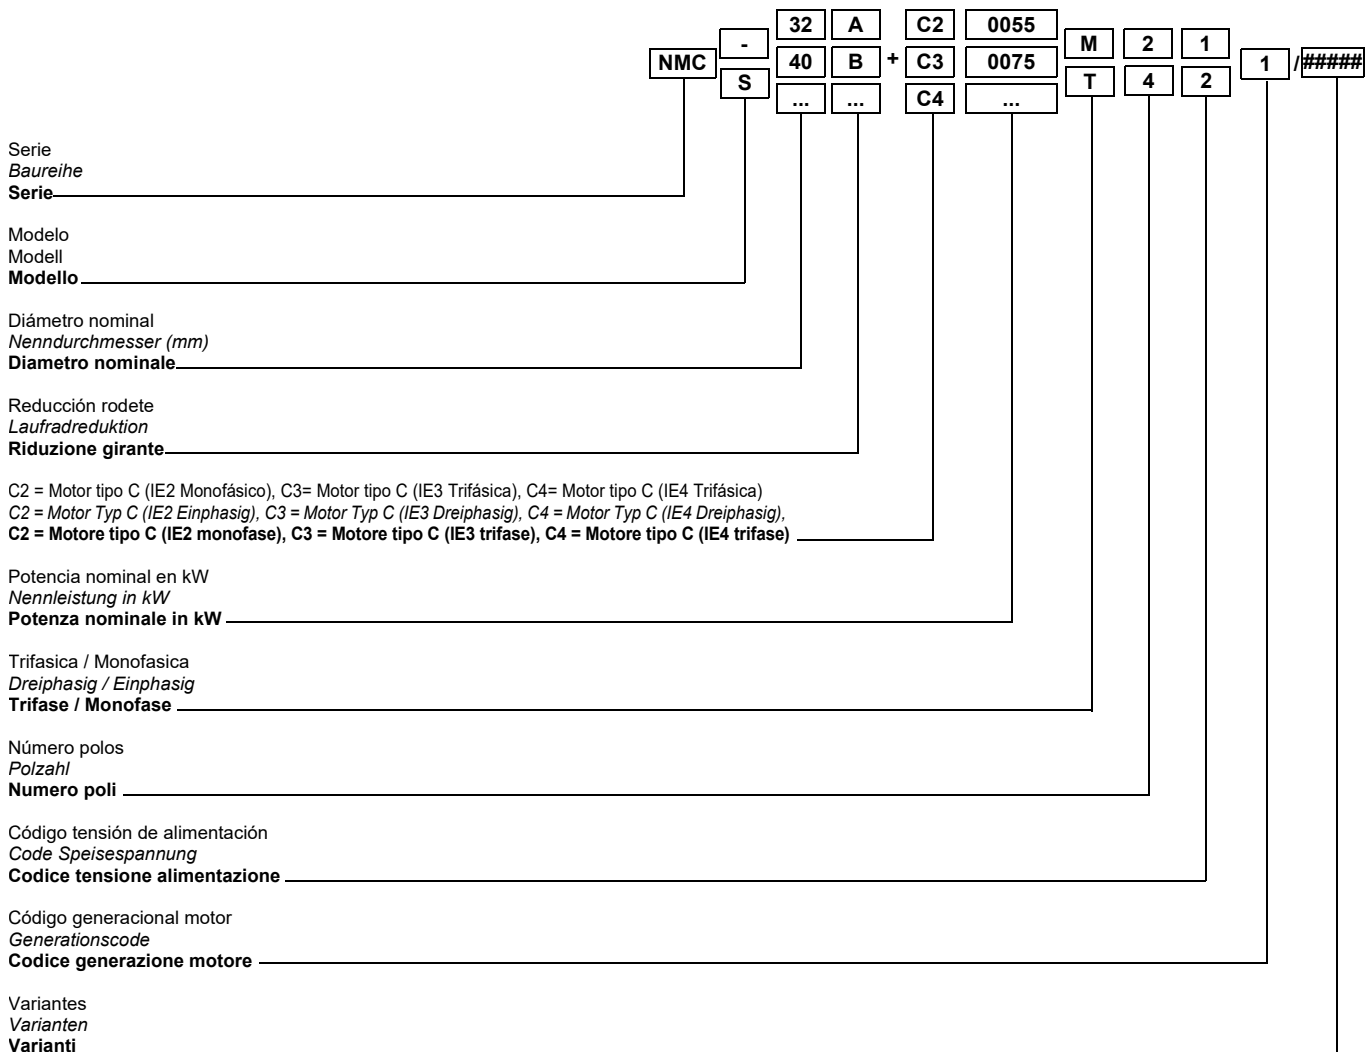 32 A C2 0055
- M 2 1
NMC 40 B + C3 0075 1 /#####
S T 4 2
... ... C4 ...
Serie
Baureihe
Serie
Modelo
Modell
Modello
Diámetro nominal
Nenndurchmesser (mm)
Diametro nominale
Reducción rodete
Laufradreduktion
Riduzione girante
C2 = Motor tipo C (IE2 Monofásico), C3= Motor tipo C (IE3 Trifásica), C4= Motor tipo C (IE4 Trifásica)
C2 = Motor Typ C (IE2 Einphasig), C3 = Motor Typ C (IE3 Dreiphasig), C4 = Motor Typ C (IE4 Dreiphasig),
C2 = Motore tipo C (IE2 monofase), C3 = Motore tipo C (IE3 trifase), C4 = Motore tipo C (IE4 trifase)
Potencia nominal en kW
Nennleistung in kW
Potenza nominale in kW
Trifasica / Monofasica
Dreiphasig / Einphasig
Trifase / Monofase
Número polos
Polzahl
Numero poli
Código tensión de alimentación
Code Speisespannung
Codice tensione alimentazione
Código generacional motor
Generationscode
Codice generazione motore
Variantes
Varianten
Varianti